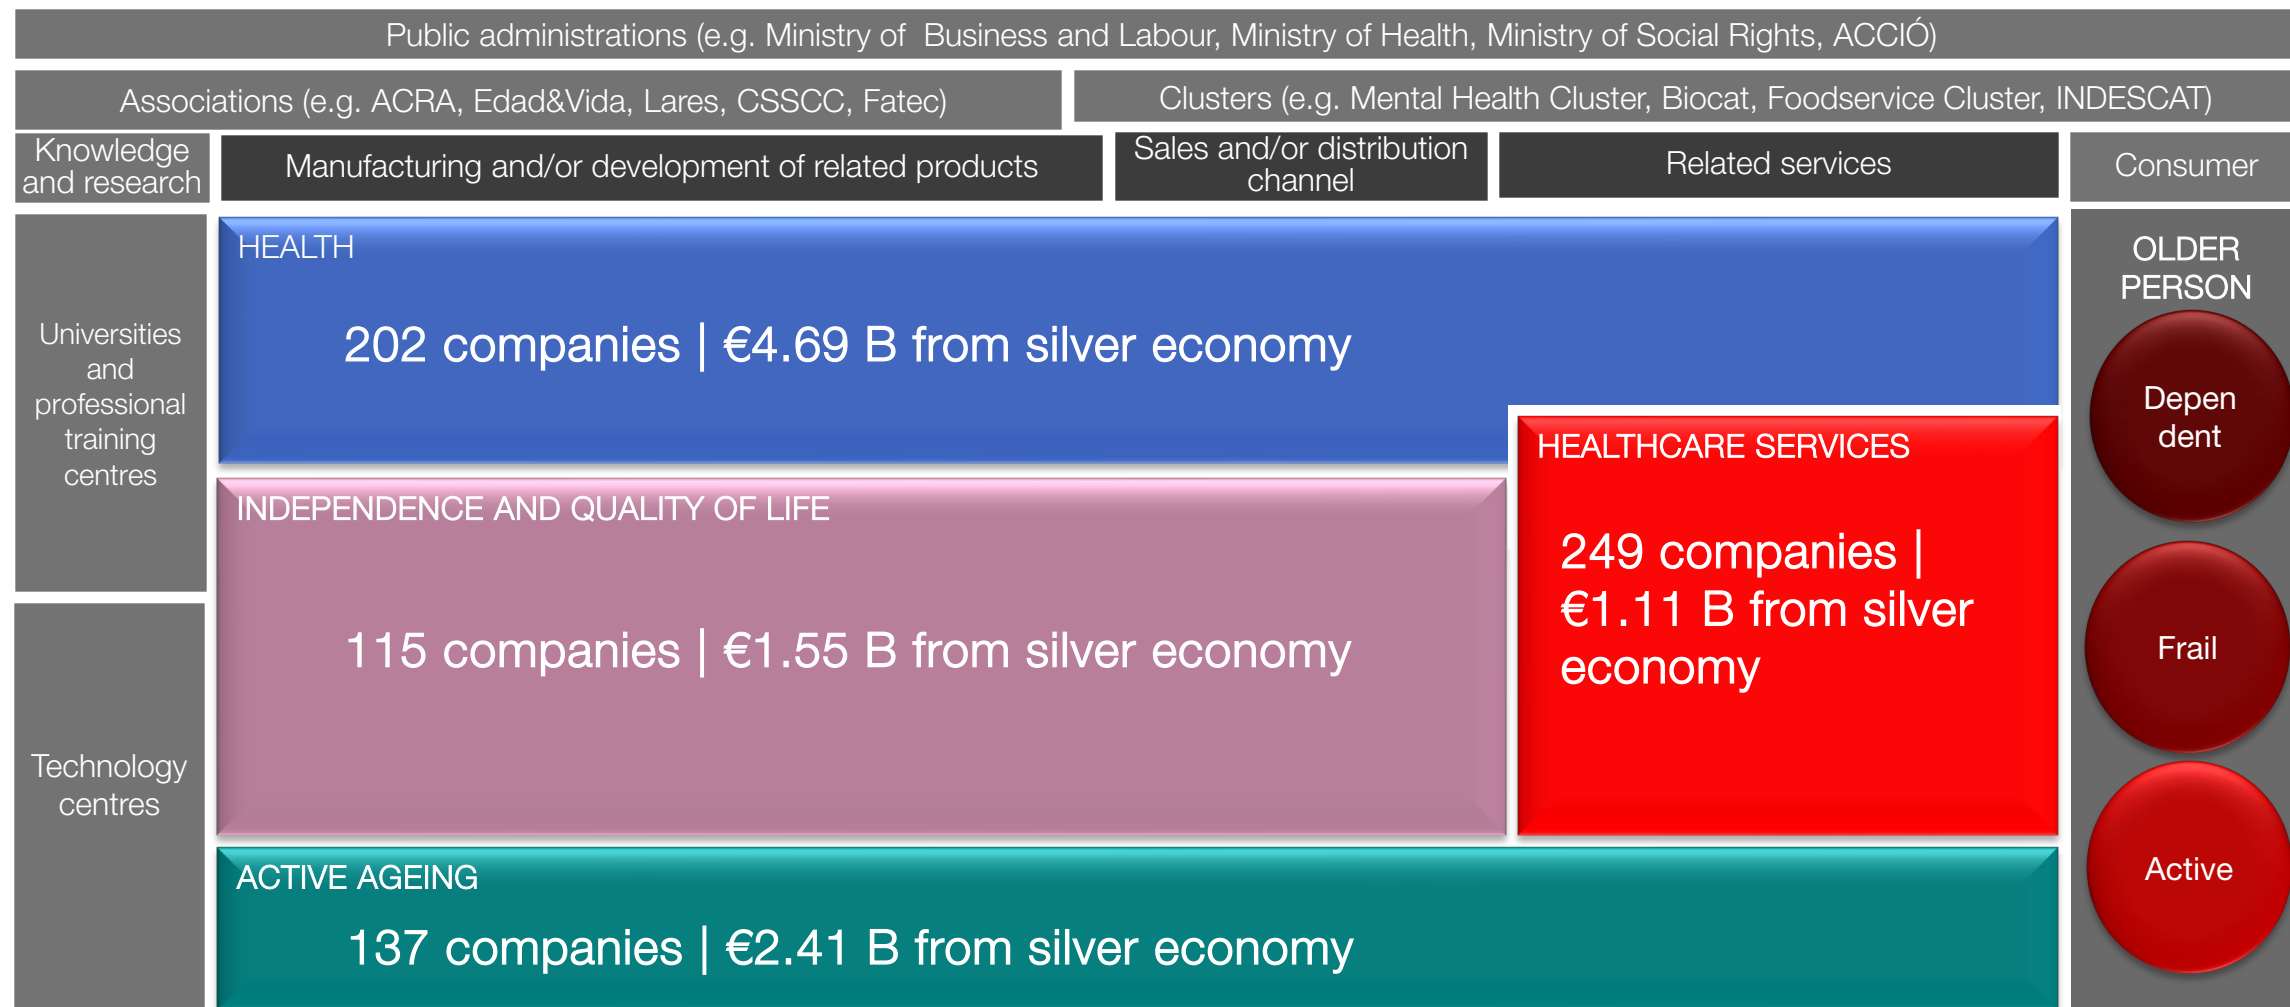 Public administrations (e.g. Ministry of  Business and Labour, Ministry of Health, Ministry of Social Rights, ACCIÓ)
Associations (e.g. ACRA, Edad&Vida, Lares, CSSCC, Fatec)
Clusters (e.g. Mental Health Cluster, Biocat, Foodservice Cluster, INDESCAT)
Knowledge
and research
Manufacturing and/or development of related products
Sales and/or distribution
channel
Related services
Consumer
Universities
and
professional
training
centres
Technology
centres
HEALTH
202 companies | €4.69 B from silver economy
INDEPENDENCE AND QUALITY OF LIFE
115 companies | €1.55 B from silver economy
HEALTHCARE SERVICES
249 companies |
€1.11 B from silver
economy
ACTIVE AGEING
137 companies | €2.41 B from silver economy
OLDER
PERSON
Depen
dent
Frail
Active